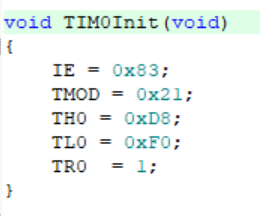 void TIM0Init(void)
{
    IE = 0x83;
    TMOD = 0x21;
    TH0 = 0xD8;
    TL0 = 0xF0;
    TR0  = 1;
}